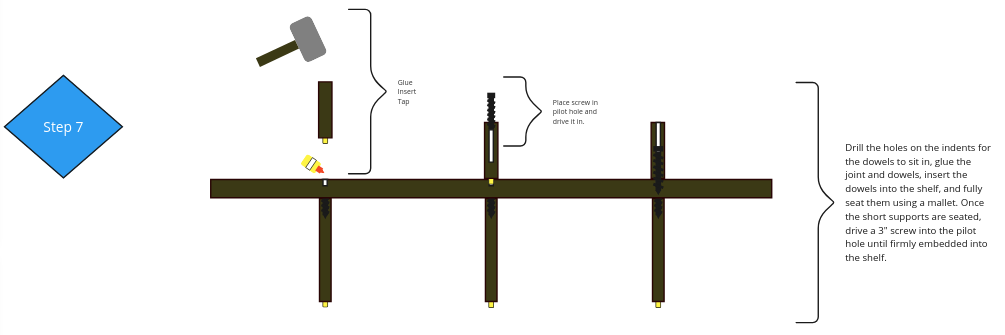 Step 7
Glue
Insert
Tap
Place screw in
pilot hole and
drive it in.
Drill the holes on the indents for
the dowels to sit in, glue the
joint and dowels, insert the
dowels into the shelf, and fully
seat them using a mallet. Once
the short supports are seated,
drive a 3" screw into the pilot
hole until firmly embedded into
the shelf.